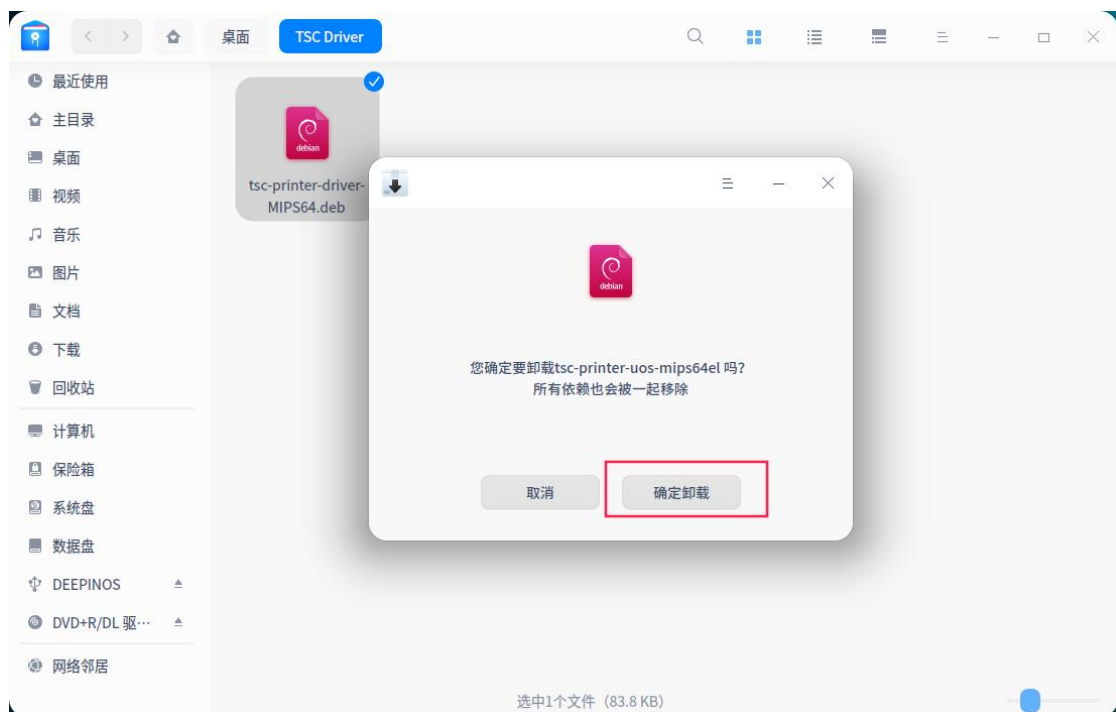 桌面
TSC Driver
最近使用
主目录
桌面
视频
音乐
图片
文档
下载
回收站
计算机
保险箱
系统盘
数据盘
DEEPINOS
DVD+R/DL 驱…
网络邻居
debian
tsc-printer-driver-
MIPS64.deb
debian
您确定要卸载tsc-printer-uos-mips64el 吗?
所有依赖也会被一起移除
取消
确定卸载
选中1个文件（83.8 KB）